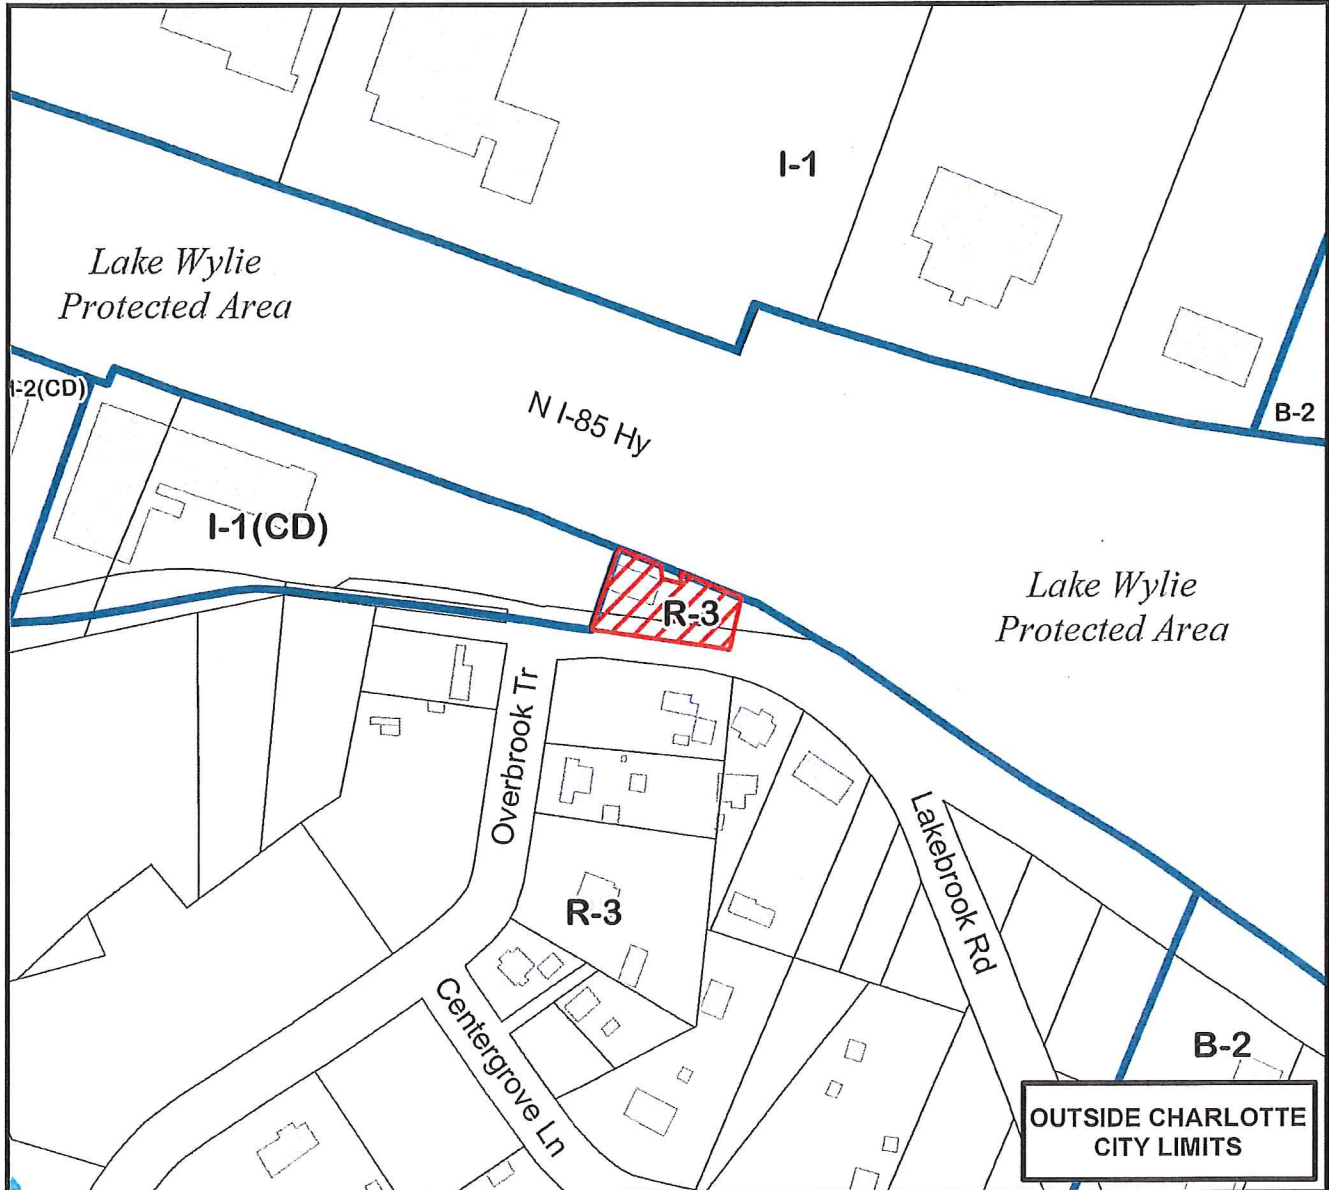 I-1
Lake Wylie
Protected Area
I-2(CD)
B-2
N I-85 Hy
I-1(CD)
R-3
Lake Wylie
Protected Area
Overbrook Tr
Lakebrook Rd
R-3
Centergrove Ln
B-2
OUTSIDE CHARLOTTE
CITY LIMITS